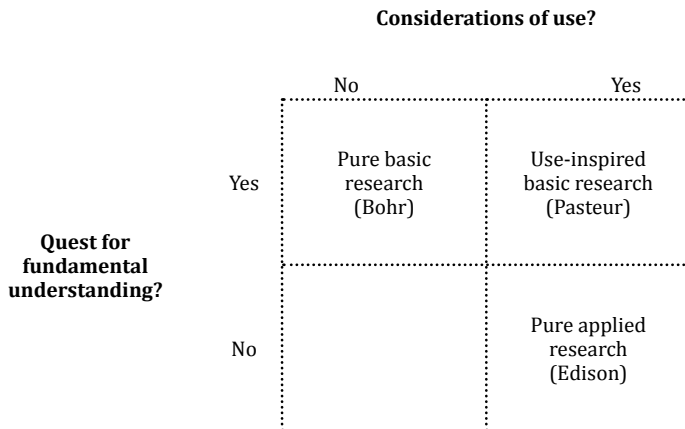 Considerations of use?
No
Yes
Yes
Pure basic
research
(Bohr)
Use-inspired
basic research
(Pasteur)
Quest for
fundamental
understanding?
No
Pure applied
research
(Edison)